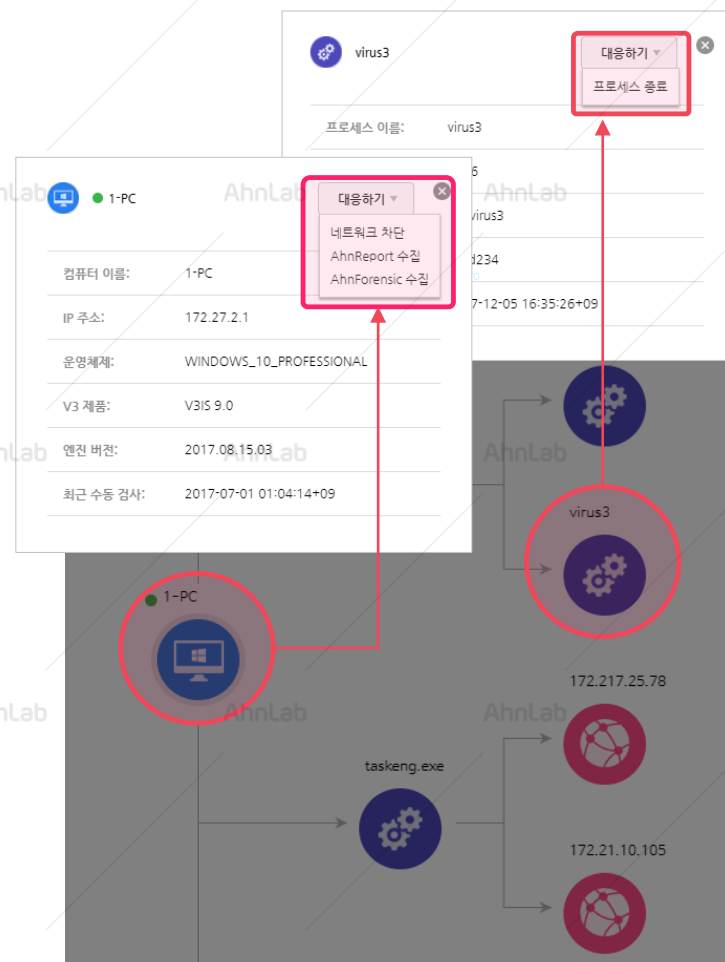 virus3
대응하기
프로세스 종료
프로세스 이름: virus3
6
virus3
d234
7-12-05 16:35:26+09
1-PC
대응하기
네트워크 차단
AhnReport 수집
AhnForensic 수집
컴퓨터 이름: 1-PC
IP 주소: 172.27.2.1
운영체제: WINDOWS_10_PROFESSIONAL
V3 제품: V3IS 9.0
엔진 버전: 2017.08.15.03
최근 수동 검사: 2017-07-01 01:04:14+09
virus3
1-PC
172.217.25.78
taskeng.exe
172.21.10.105
AhnLab
AhnLab
AhnLab
AhnLab
AhnLab
AhnLab
nLab
nLab
nLab